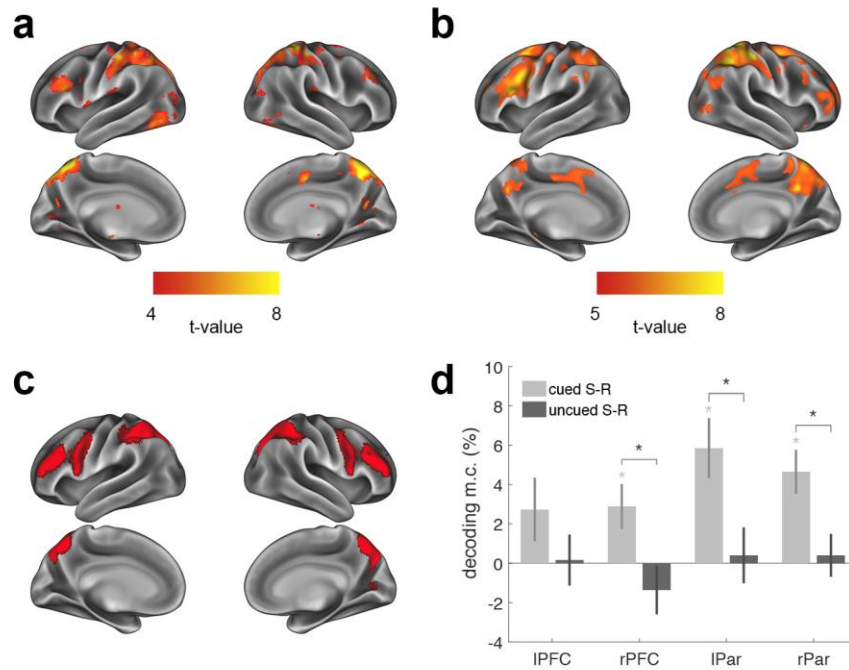 a
b
4 8
t-value
5 8
t-value
c
d
decoding m.c. (%)
10
8
6
4
2
0
-2
-4
cued S-R
uncued S-R
*
*
*
*
*
*
lPFC rPFC lPar rPar